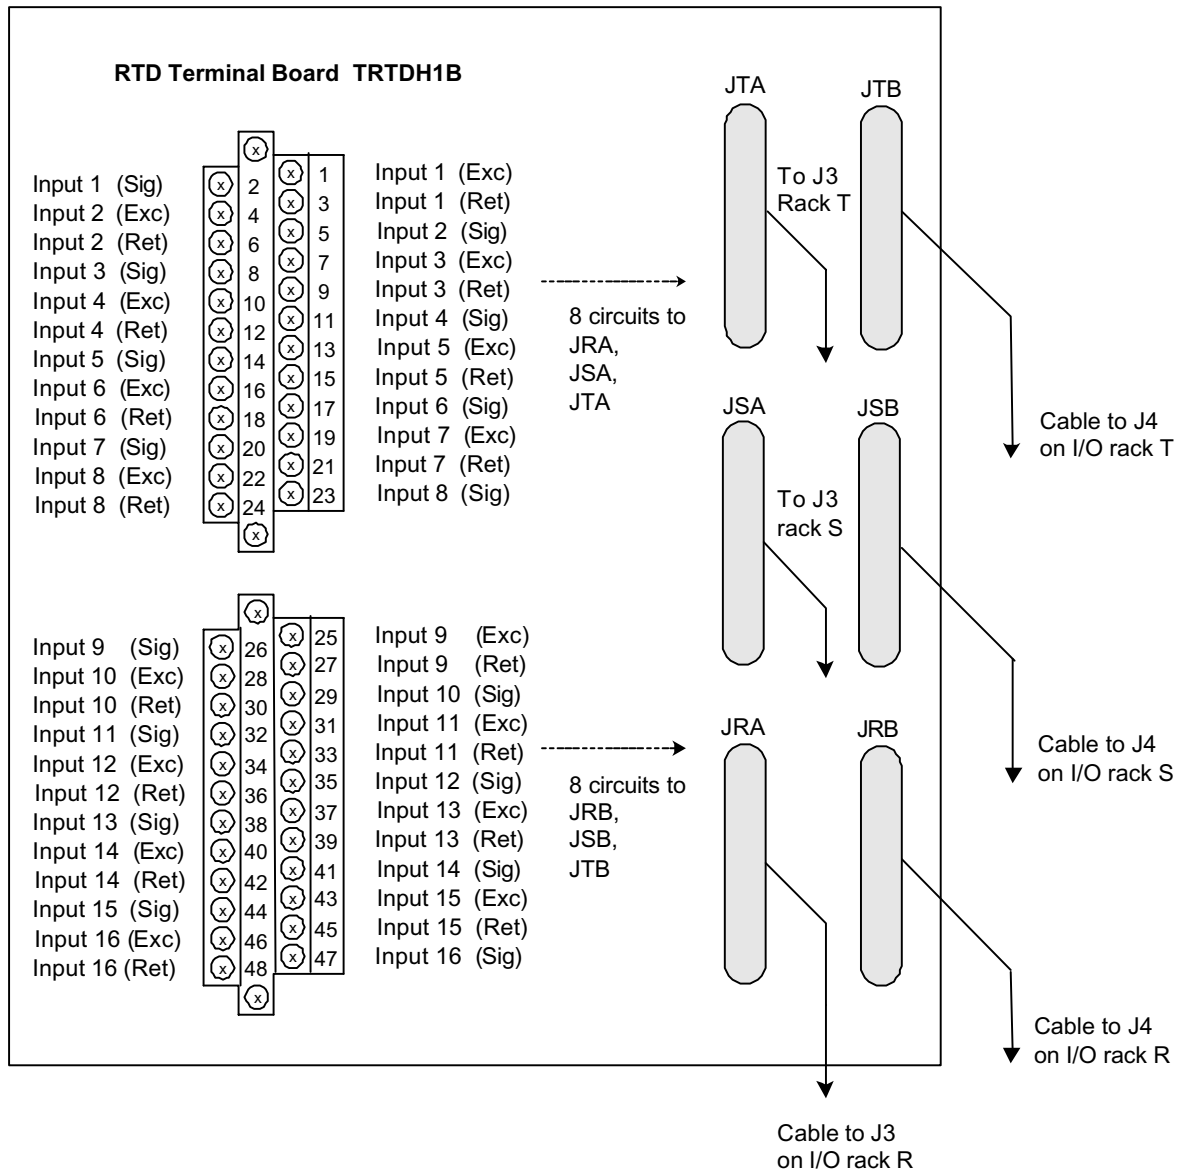 RTD Terminal Board TRTDH1B
JTA
JTB
x
Input 1 (Sig) x 2
x 1 Input 1 (Exc)
Input 2 (Exc) x 4
x 3 Input 1 (Ret)
Input 2 (Ret) x 6
x 5 Input 2 (Sig)
Input 3 (Sig) x 8
x 7 Input 3 (Exc)
Input 4 (Exc) x 10
x 9 Input 3 (Ret)
Input 4 (Ret) x 12
x 11 Input 4 (Sig)
Input 5 (Sig) x 14
x 13 Input 5 (Exc)
Input 6 (Exc) x 16
x 15 Input 5 (Ret)
Input 6 (Ret) x 18
x 17 Input 6 (Sig)
Input 7 (Sig) x 20
x 19 Input 7 (Exc)
Input 8 (Exc) x 22
x 21 Input 7 (Ret)
Input 8 (Ret) x 24
x 23 Input 8 (Sig)
x
8 circuits to
JRA,
JSA,
JTA
To J3
Rack T
Cable to J4
on I/O rack T
JSA
JSB
To J3
rack S
Cable to J4
on I/O rack S
x
Input 9 (Sig) x 26
x 25 Input 9 (Exc)
Input 10 (Exc) x 28
x 27 Input 9 (Ret)
Input 10 (Ret) x 30
x 29 Input 10 (Sig)
Input 11 (Sig) x 32
x 31 Input 11 (Exc)
Input 12 (Exc) x 34
x 33 Input 11 (Ret)
Input 12 (Ret) x 36
x 35 Input 12 (Sig)
Input 13 (Sig) x 38
x 37 Input 13 (Exc)
Input 14 (Exc) x 40
x 39 Input 13 (Ret)
Input 14 (Ret) x 42
x 41 Input 14 (Sig)
Input 15 (Sig) x 44
x 43 Input 15 (Exc)
Input 16 (Exc) x 46
x 45 Input 15 (Ret)
Input 16 (Ret) x 48
x 47 Input 16 (Sig)
x
8 circuits to
JRB,
JSB,
JTB
JRA
JRB
Cable to J4
on I/O rack R
Cable to J3
on I/O rack R